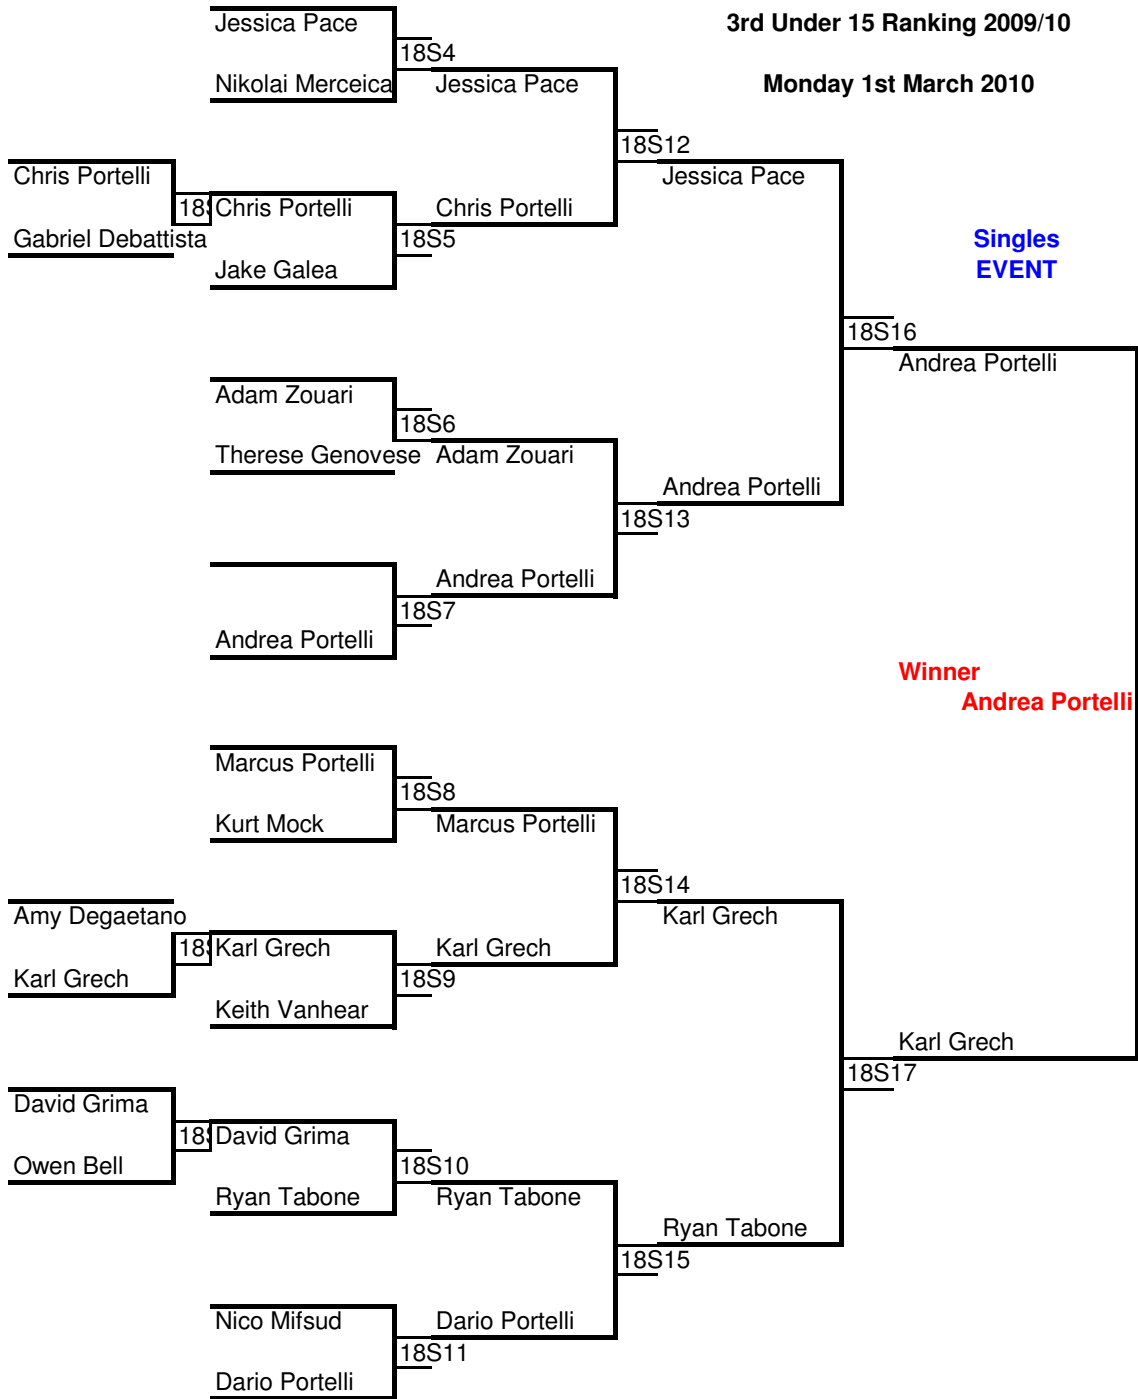 Jessica Pace
3rd Under 15 Ranking 2009/10
18S4
Nikolai Merceica
Jessica Pace
Monday 1st March 2010
18S12
Chris Portelli
Jessica Pace
18S
Chris Portelli
Chris Portelli
Gabriel Debattista
18S5
Singles
Jake Galea
EVENT
18S16
Andrea Portelli
Adam Zouari
18S6
Therese Genovese
Adam Zouari
Andrea Portelli
18S13
Andrea Portelli
18S7
Andrea Portelli
Winner
Andrea Portelli
Marcus Portelli
18S8
Kurt Mock
Marcus Portelli
18S14
Amy Degaetano
Karl Grech
18S
Karl Grech
Karl Grech
Karl Grech
18S9
Keith Vanhear
Karl Grech
18S17
David Grima
18S
David Grima
Owen Bell
18S10
Ryan Tabone
Ryan Tabone
Ryan Tabone
18S15
Nico Mifsud
Dario Portelli
18S11
Dario Portelli